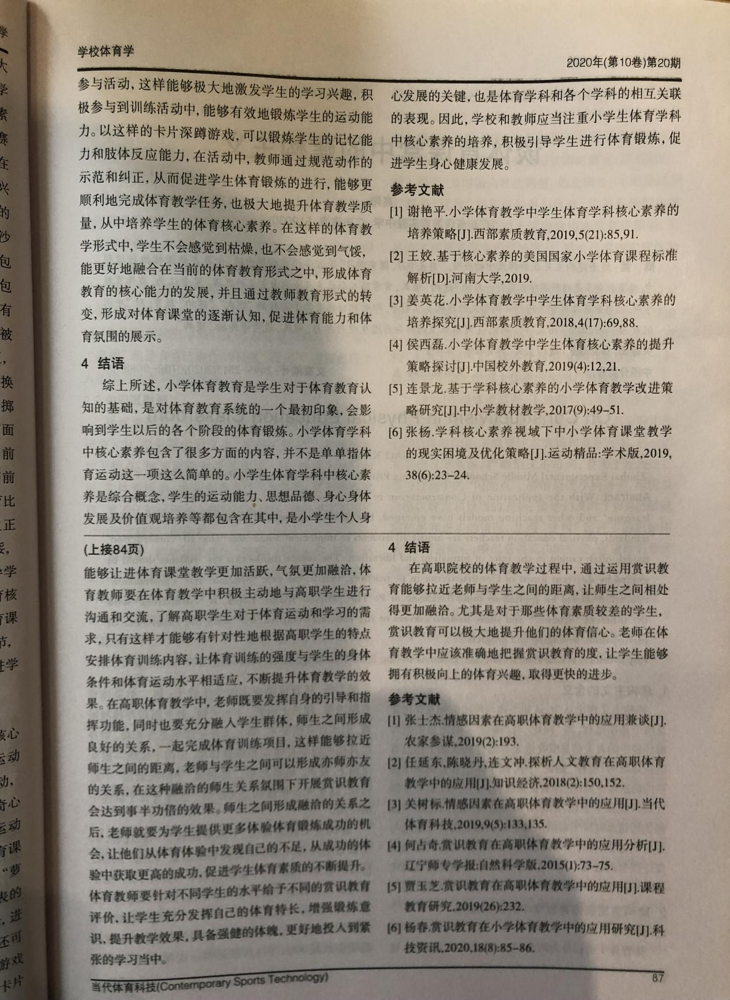 学校体育学
2020年(第10卷)第20期
参与活动,这样能够极大地激发学生的学习兴趣,积
极参与到训练活动中,能够有效地锻炼学生的运动能
力。以这样的卡片深蹲游戏,可以锻炼学生的记忆能
力和肢体反应能力,在活动中,教师通过规范动作的
示范和纠正,从而促进学生体育锻炼的进行,能够更
顺利地完成体育教学任务,也极大地提升体育教学质
量,从中培养学生的体育核心素养。在这样的体育教
学形式中,学生不会感觉到枯燥,也不会感觉到气馁,
能更好地融合在当前的体育教育形式之中,形成体育
教育的核心能力的发展,并且通过教师教育形式的转
变,形成对体育课堂的逐渐认知,促进体育能力和体
育氛围的展示。
4 结语
综上所述,小学体育教育是学生对于体育教育认
知的基础,是对体育教育系统的一个最初印象,会影
响到学生以后的各个阶段的体育锻炼。小学体育学科
中核心素养包含了很多方面的内容,并不是单单指体
育运动这一项这么简单的。小学生体育学科中核心素
养是综合概念,学生的运动能力、思想品德、身心身体
发展及价值观培养等都包含在其中,是小学生个人身
心发展的关键,也是体育学科和各个学科的相互关联
的表现。因此,学校和教师应当注重小学生体育学科
中核心素养的培养,积极引导学生进行体育锻炼,促
进学生身心健康发展。
参考文献
[1] 谢艳平.小学体育教学中学生体育学科核心素养的
培养策略[J].西部素质教育,2019,5(21):85,91.
[2] 王姣.基于核心素养的美国国家小学体育课程标准
解析[D].河南大学,2019.
[3] 姜英花.小学体育教学中学生体育学科核心素养的
培养探究[J].西部素质教育,2018,4(17):69,88.
[4] 侯西磊.小学体育教学中学生体育核心素养的提升
策略探讨[J].中国校外教育,2019(4):12,21.
[5] 连景龙.基于学科核心素养的小学体育教学改进策
略研究[J].中小学教材教学,2017(9):49-51.
[6] 张杨.学科核心素养视域下中小学体育课堂教学
的现实困境及优化策略[J].运动精品:学术版,2019,
38(6):23-24.
(上接84页)
能够让进体育课堂教学更加活跃,气氛更加融洽,体
育教师要在体育教学中积极主动地与高职学生进行
沟通和交流,了解高职学生对于体育运动和学习的需
求,只有这样才能够有针对性地根据高职学生的特点
安排体育训练内容,让体育训练的强度与学生的身体
条件和体育运动水平相适应,不断提升体育教学的效
果。在高职体育教学中,老师既要发挥自身的引导和指
挥功能,同时也要充分融入学生群体,师生之间形成
良好的关系,一起完成体育训练项目,这样能够拉近
师生之间的距离,老师与学生之间可以形成亦师亦友
的关系,在这种融洽的师生关系氛围下开展赏识教育
会达到事半功倍的效果。师生之间形成融洽的关系之
后,老师就要为学生提供更多体验体育锻炼成功的机
会,让他们从体育体验中发现自己的不足,从成功的体
验中获取更高的成功,促进学生体育素质的不断提升。
体育教师要针对不同学生的水平给予不同的赏识教育
评价,让学生充分发挥自己的体育特长,增强锻炼意
识,提升教学效果,具备强健的体魄,更好地投入到紧
张的学习当中。
4 结语
在高职院校的体育教学过程中,通过运用赏识教
育能够拉近老师与学生之间的距离,让师生之间相处
得更加融洽。尤其是对于那些体育素质较差的学生,
赏识教育可以极大地提升他们的体育信心。老师在体
育教学中应该准确地把握赏识教育的度,让学生能够
拥有积极向上的体育兴趣,取得更快的进步。
参考文献
[1] 张士杰.情感因素在高职体育教学中的应用兼谈[J].
农家参谋,2019(2):193.
[2] 任延东,陈晓丹,连文冲.探析人文教育在高职体育
教学中的应用[J].知识经济,2018(2):150,152.
[3] 关树标.情感因素在高职体育教学中的应用[J].当代
体育科技,2019,9(5):133,135.
[4] 何占奇.赏识教育在高职体育教学中的应用分析[J].
辽宁师专学报:自然科学版,2015(1):73-75.
[5] 贾玉芝.赏识教育在高职体育教学中的应用[J].课程
教育研究,2019(26):232.
[6] 杨春.赏识教育在小学体育教学中的应用研究[J].科
技资讯,2020,18(8):85-86.
当代体育科技(Contemporary Sports Technology)
87